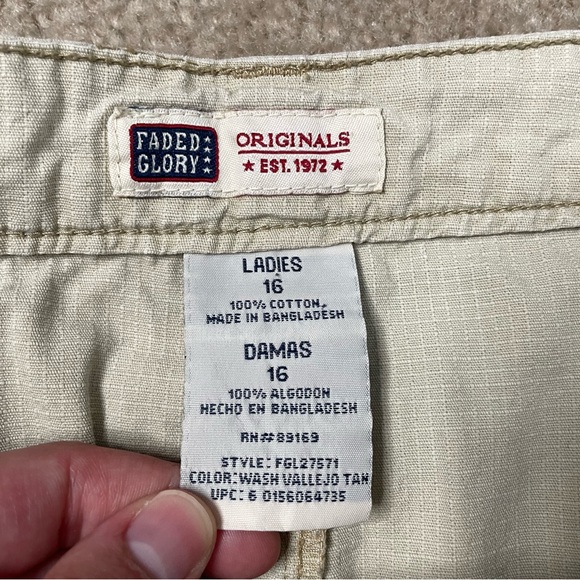 FADED
GLORY
ORIGINALS
★ EST. 1972 ★
LADIES
16
100% COTTON
MADE IN BANGLADESH
DAMAS
16
100% ALGODON
HECHO EN BANGLADESH
RN#89169
STYLE: FGL27571
COLOR: WASH VALLEJO TAN
UPC: 6 0156064735